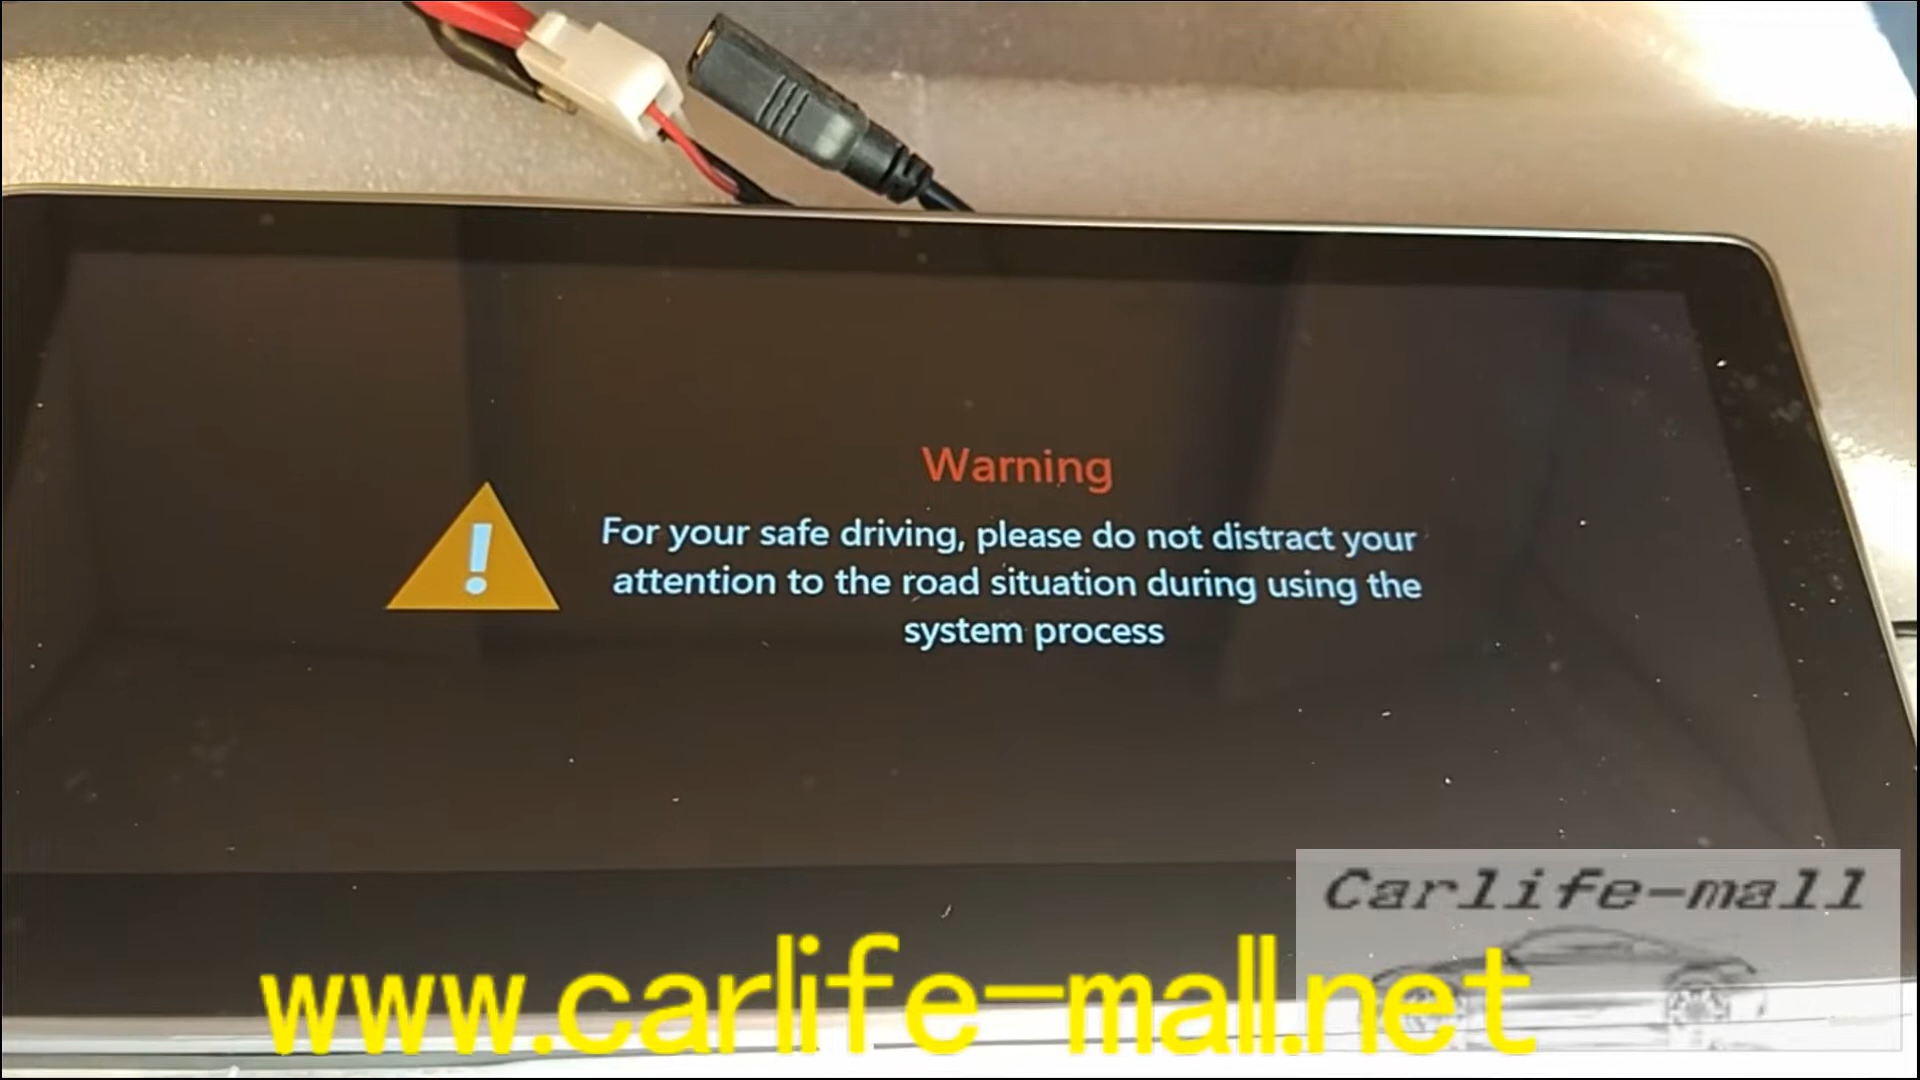 Warning
For your safe driving, please do not distract your
attention to the road situation during using the
system process
Carlife-mall
www.carlife-mall.net